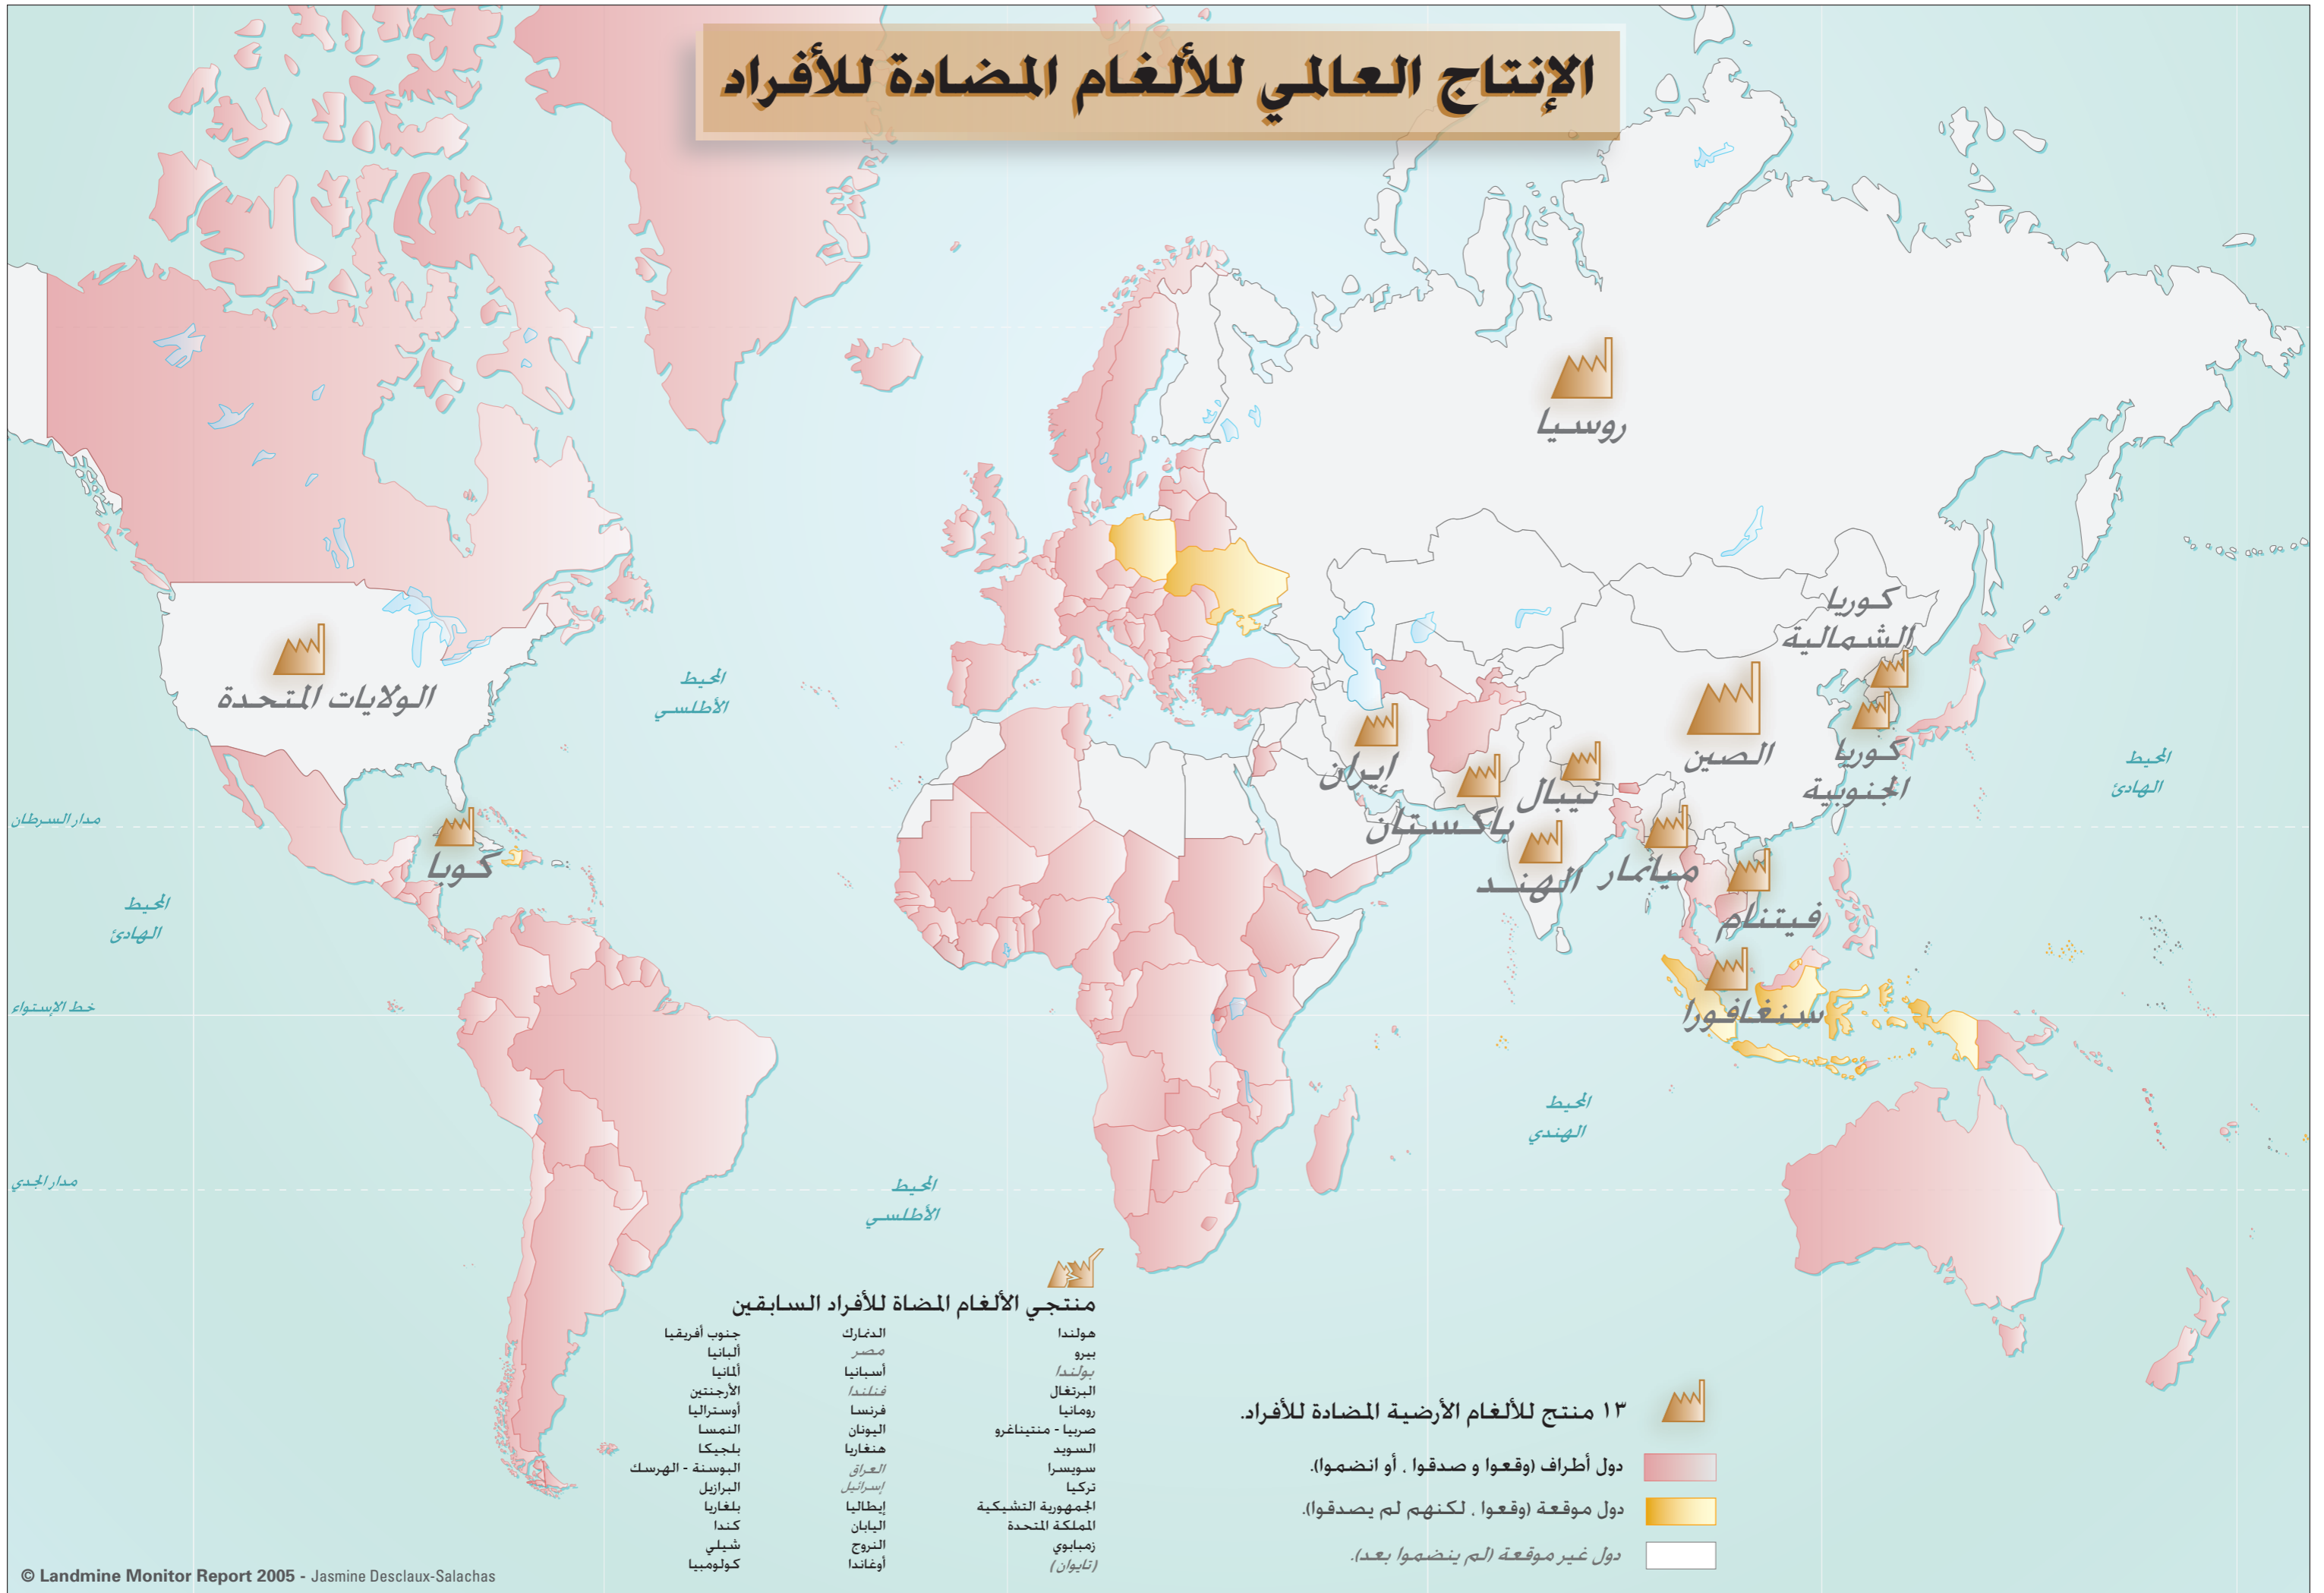 الإنتاج العالمي للألغام المضادة للأفراد
روسيا
كوريا
الشمالية
الولايات المتحدة
المحيط
الأطلسي
إيران
باكستان
نيبال
الصين
كوريا
الجنوبية
المحيط
الهادئ
مدار السرطان
كوبا
الهند
ميانمار
فيتنام
المحيط
الهادئ
خط الإستواء
سنغافورا
المحيط
الهندي
مدار الجدي
المحيط
الأطلسي
منتجي الألغام المضاة للأفراد السابقين
هولندا
بيرو
بولندا
البرتغال
رومانيا
صربيا - منتيناغرو
السويد
سويسرا
تركيا
الجمهورية التشيكية
المملكة المتحدة
زمبابوي
(تايوان)
الدنمارك
مصر
أسبانيا
فنلندا
فرنسا
اليونان
هنغاريا
العراق
إسرائيل
إيطاليا
اليابان
النروج
أوغاندا
جنوب أفريقيا
ألبانيا
ألمانيا
الأرجنتين
أوستراليا
النمسا
بلجيكا
البوسنة - الهرسك
البرازيل
بلغاريا
كندا
شيلي
كولومبيا
١٣ منتج للألغام الأرضية المضادة للأفراد.
دول أطراف (وقعوا و صدقوا ، أو انضموا).
دول موقعة (وقعوا ، لكنهم لم يصدقوا).
دول غير موقعة (لم ينضموا بعد).
© Landmine Monitor Report 2005 - Jasmine Desclaux-Salachas